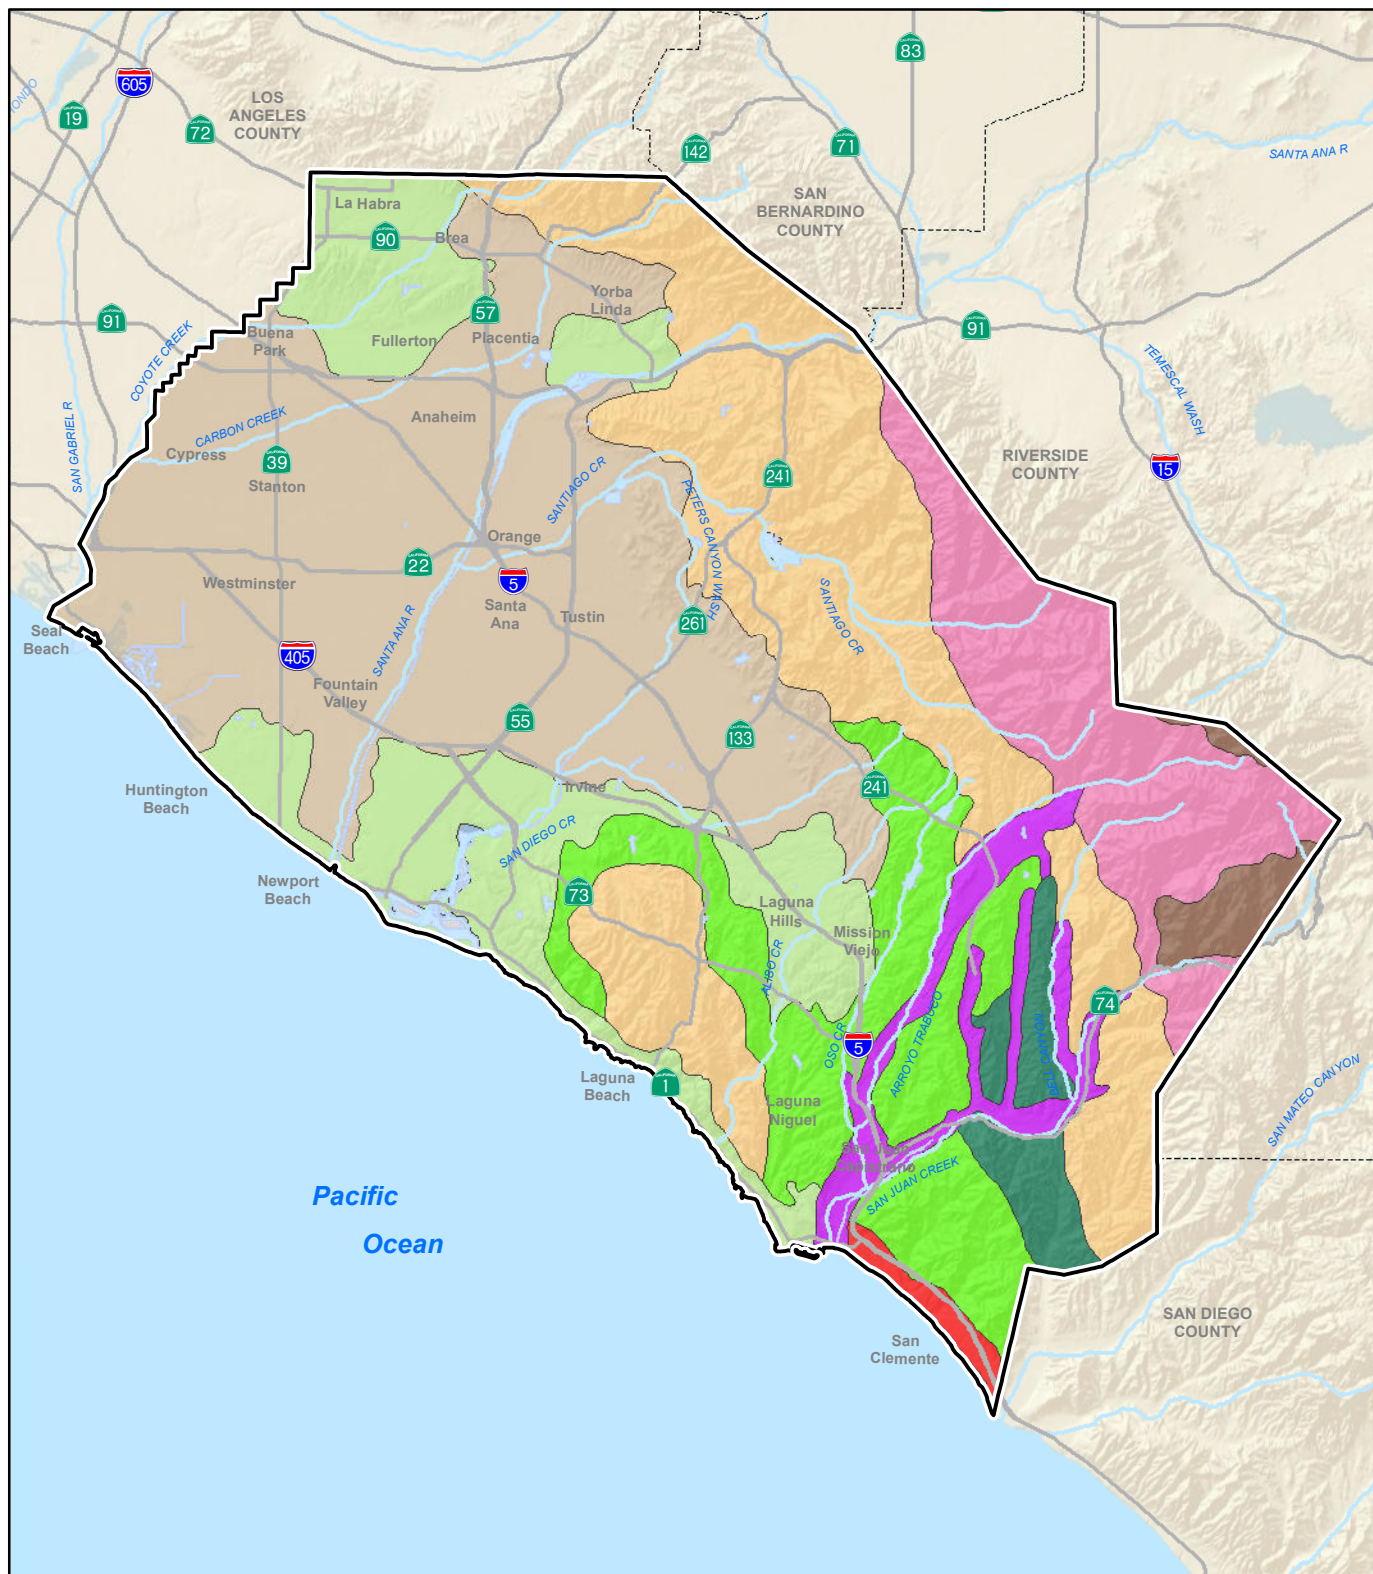 83
605
LOS
ANGELES
COUNTY
19
72
142
71
SANTA ANA R
SAN
BERNARDINO
COUNTY
La Habra
90
Brea
Yorba
Linda
57
91
Buena
Park
Fullerton
Placentia
91
COYOTE CREEK
TEMESCAL WASH
SAN GABRIEL R
CARBON CREEK
Anaheim
Cypress
39
Stanton
SANTIAGO CR
PETERS CANYON WASH
241
RIVERSIDE
COUNTY
15
Orange
22
5
Westminster
Santa
Ana
Tustin
261
SANTIAGO CR
Seal
Beach
405
SANTA ANA R
Fountain
Valley
55
133
241
Irvine
Huntington
Beach
SAN DIEGO CR
Newport
Beach
73
Laguna
Hills
Mission
Viejo
ALISO CR
74
OSO CR
5
ARROYO TRABUCO
BELL CANYON
Laguna
Beach
1
Laguna
Niguel
SAN MATEO CANYON
San Juan
Capistrano
SAN JUAN CREEK
Pacific
Ocean
San
Clemente
SAN DIEGO
COUNTY